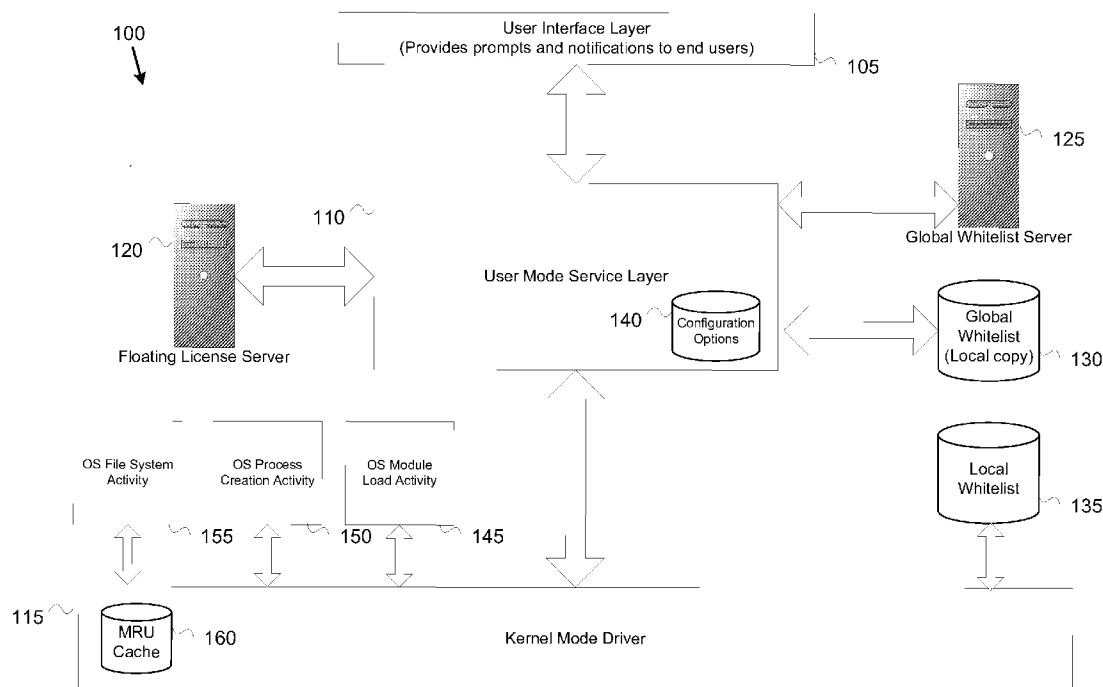 100
User Interface Layer
(Provides prompts and notifications to end users)
105
125
Global Whitelist Server
110
120
Floating License Server
User Mode Service Layer
140
Configuration
Options
Global
Whitelist
(Local copy)
130
OS File System
Activity
OS Process
Creation Activity
OS Module
Load Activity
Local
Whitelist
135
155
150
145
115
MRU
Cache
160
Kernel Mode Driver